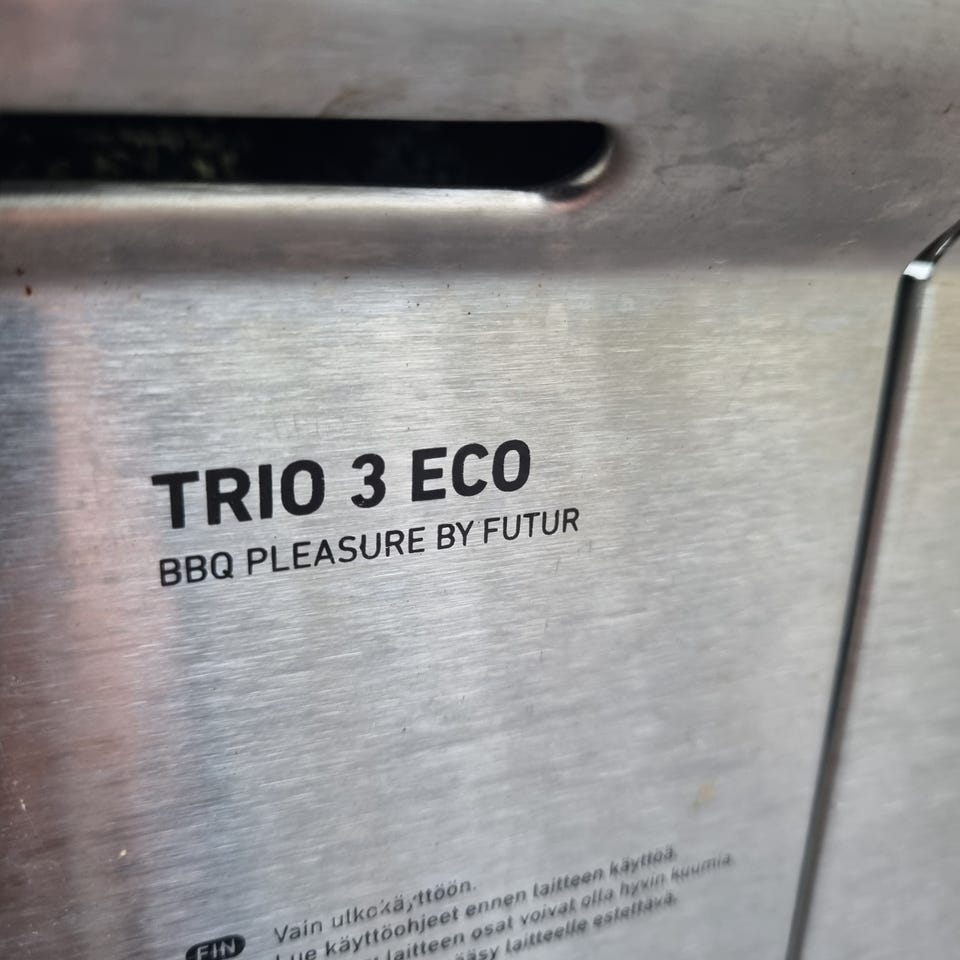 TRIO 3 ECO
BBQ PLEASURE BY FUTUR
FIN
Vain ulkokäyttöön.
Lue käyttöohjeet ennen laitteen käyttöä.
laitteen osat voivat olla hyvin kuumia
laitteelle estettävä.